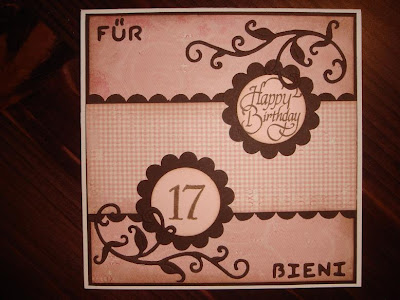 FÜR
Happy
Birthday
17
BIENI